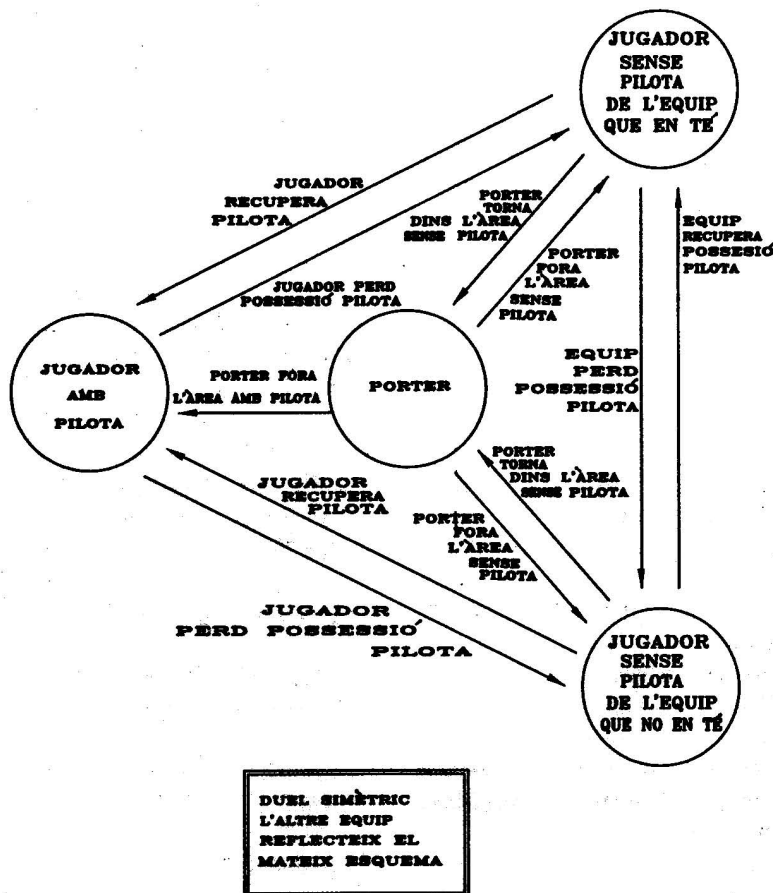 JUGADOR
SENSE
PILOTA
DE L'EQUIP
QUE EN TÉ
JUGADOR
RECUPERA
PILOTA
PORTER
TORNA
DINS L'ÀREA
SENSE PILOTA
EQUIP
RECUPERA
POSSESIÓ
PILOTA
PORTER
FORA
L'ÀREA
SENSE
PILOTA
JUGADOR PERD
POSSESSIÓ PILOTA
JUGADOR
AMB
PILOTA
PORTER FORA
L'ÀREA AMB PILOTA
PORTER
EQUIP
PERD
POSSESSIÓ
PILOTA
JUGADOR
RECUPERA
PILOTA
PORTER
TORNA
DINS L'ÀREA
SENSE PILOTA
PORTER
FORA
L'ÀREA
SENSE
PILOTA
JUGADOR
PERD POSSESSIÓ
PILOTA
JUGADOR
SENSE
PILOTA
DE L'EQUIP
QUE NO EN TÉ
DUEL SIMÈTRIC
L'ALTRE EQUIP
REFLECTEIX EL
MATEIX ESQUEMA